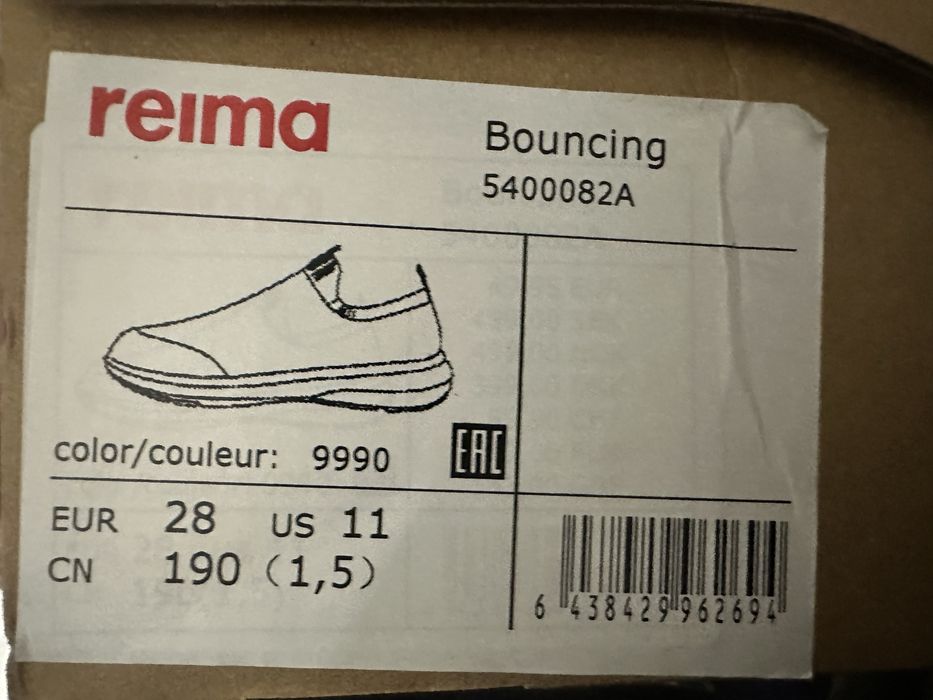 reima
Bouncing
5400082A
color/couleur: 9990
EAC
EUR 28 US 11
CN 190 (1,5)
6 438429 962694